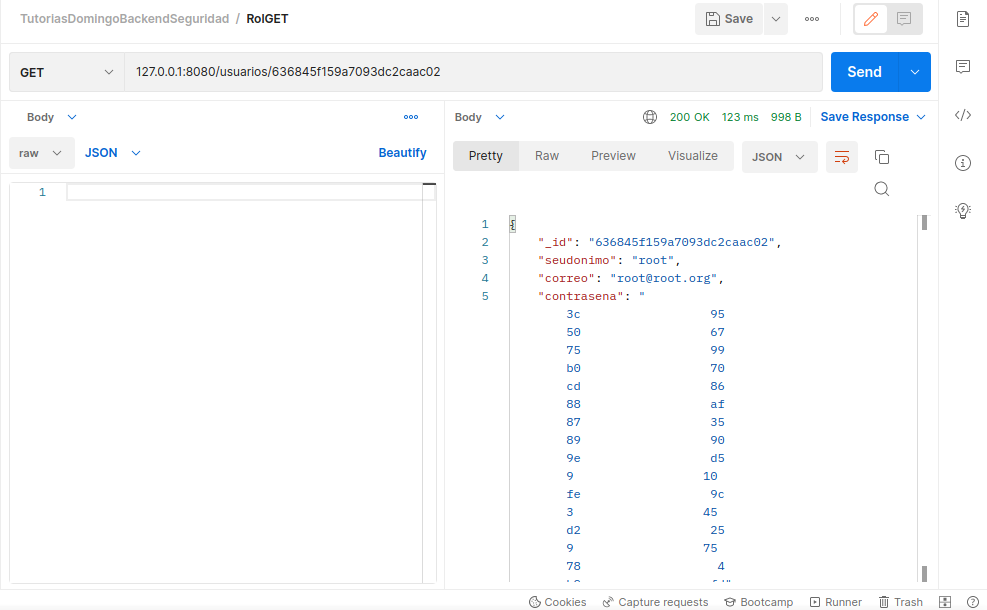 TutoriasDomingoBackendSeguridad / RolGET
Save
GET 127.0.0.1:8080/usuarios/636845f159a7093dc2caac02 Send
Body
raw JSON Beautify
1
Body 200 OK 123 ms 998 B Save Response
Pretty Raw Preview Visualize JSON
1 {
2 "_id": "636845f159a7093dc2caac02",
3 "seudonimo": "root",
4 "correo": "root@root.org",
5 "contrasena": "
3c 95
50 67
75 99
b0 70
cd 86
88 af
87 35
89 90
9e d5
9 10
fe 9c
3 45
d2 25
9 75
78 4
Cookies Capture requests Bootcamp Runner Trash